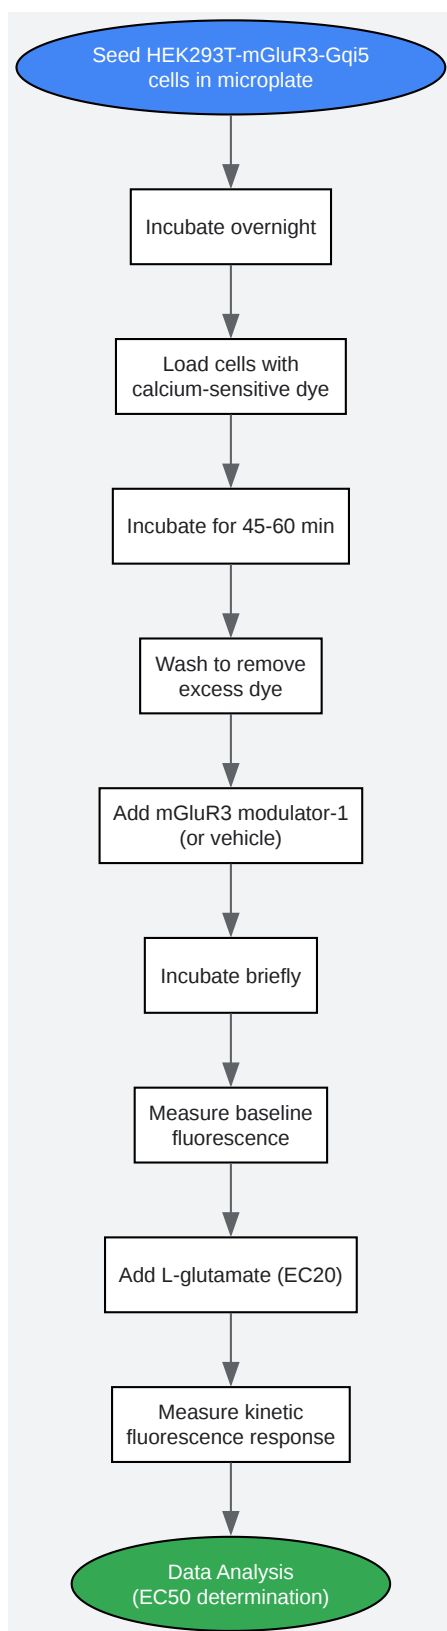 Seed HEK293T-mGluR3-Gqi5
cells in microplate
Incubate overnight
Load cells with
calcium-sensitive dye
Incubate for 45-60 min
Wash to remove
excess dye
Add mGluR3 modulator-1
(or vehicle)
Incubate briefly
Measure baseline
fluorescence
Add L-glutamate (EC20)
Measure kinetic
fluorescence response
Data Analysis
(EC50 determination)